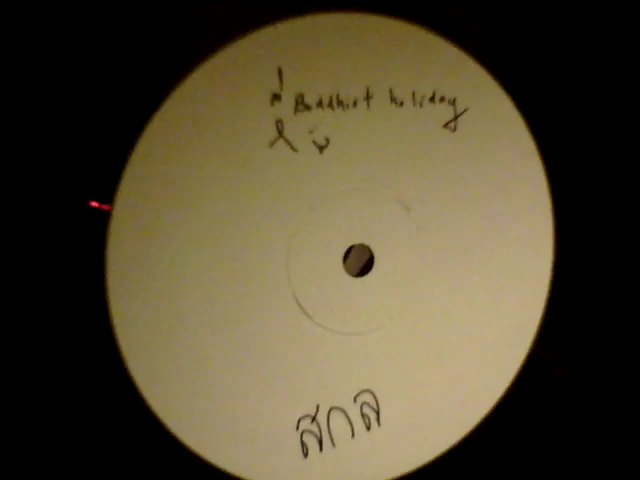 Buddhist holiday
สกล